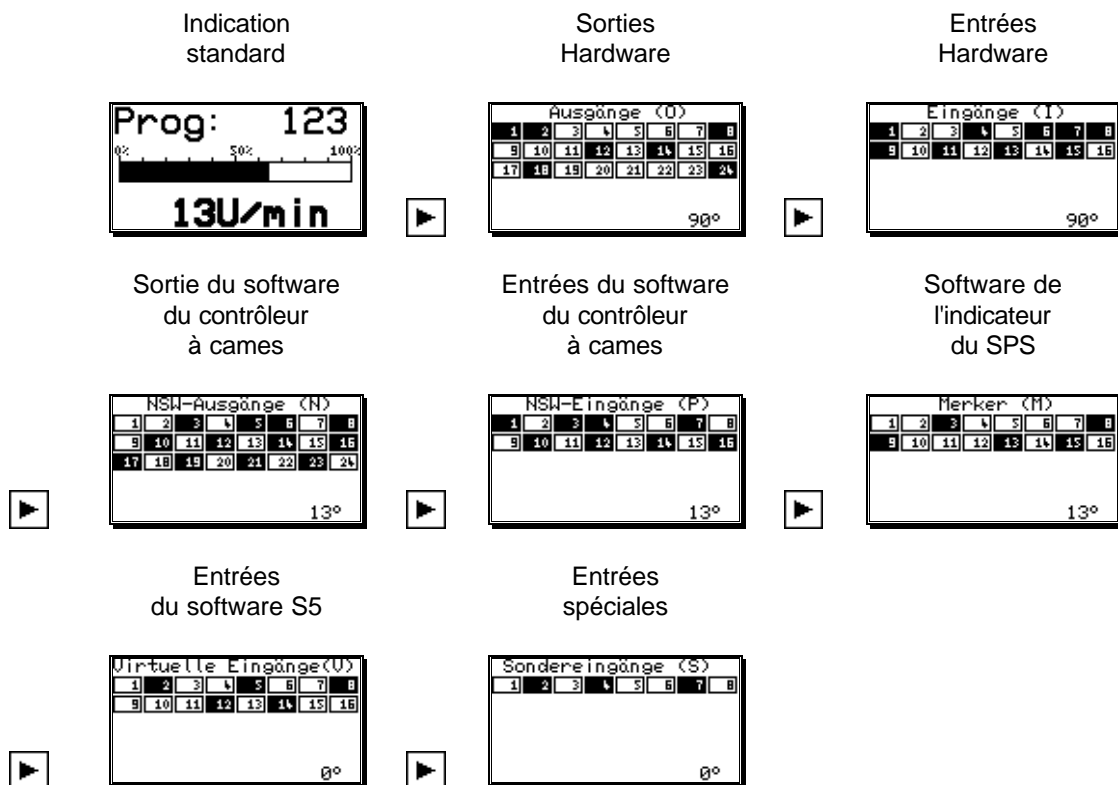 Indication
standard
Sorties
Hardware
Entrées
Hardware
Prog: 123
0% 50% 100%
13U/min
Ausgänge (O)
1 2 3 4 5 6 7 8
9 10 11 12 13 14 15 16
17 18 19 20 21 22 23 24
90°
Eingänge (I)
1 2 3 4 5 6 7 8
9 10 11 12 13 14 15 16
90°
Sortie du software
du contrôleur
à cames
Entrées du software
du contrôleur
à cames
Software de
l'indicateur
du SPS
NSW-Ausgänge (N)
1 2 3 4 5 6 7 8
9 10 11 12 13 14 15 16
17 18 19 20 21 22 23 24
13°
NSW-Eingänge (P)
1 2 3 4 5 6 7 8
9 10 11 12 13 14 15 16
13°
Merker (M)
1 2 3 4 5 6 7 8
9 10 11 12 13 14 15 16
13°
Entrées
du software S5
Entrées
spéciales
Virtuelle Eingänge(V)
1 2 3 4 5 6 7 8
9 10 11 12 13 14 15 16
0°
Sondereingänge (S)
1 2 3 4 5 6 7 8
0°